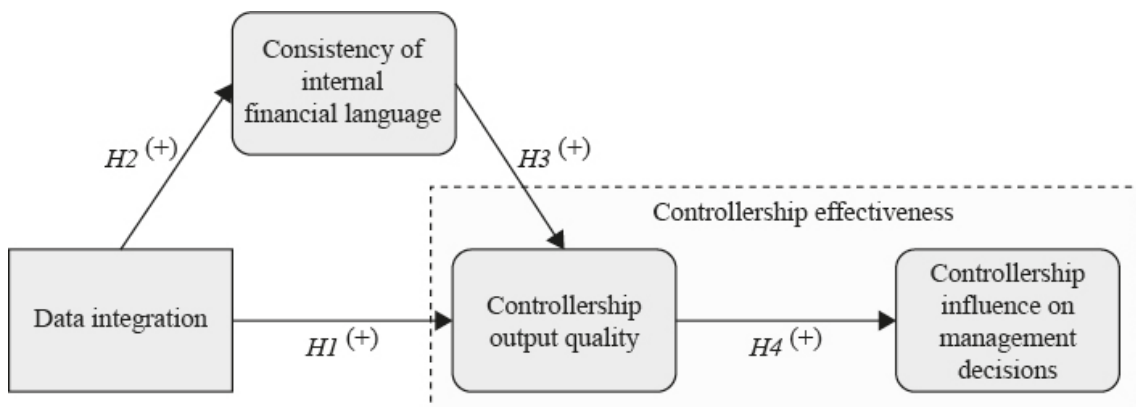 Consistency of
internal
financial language
H2 (+)
H3 (+)
Controllership effectiveness
Data integration
H1 (+)
Controllership
output quality
H4 (+)
Controllership
influence on
management
decisions